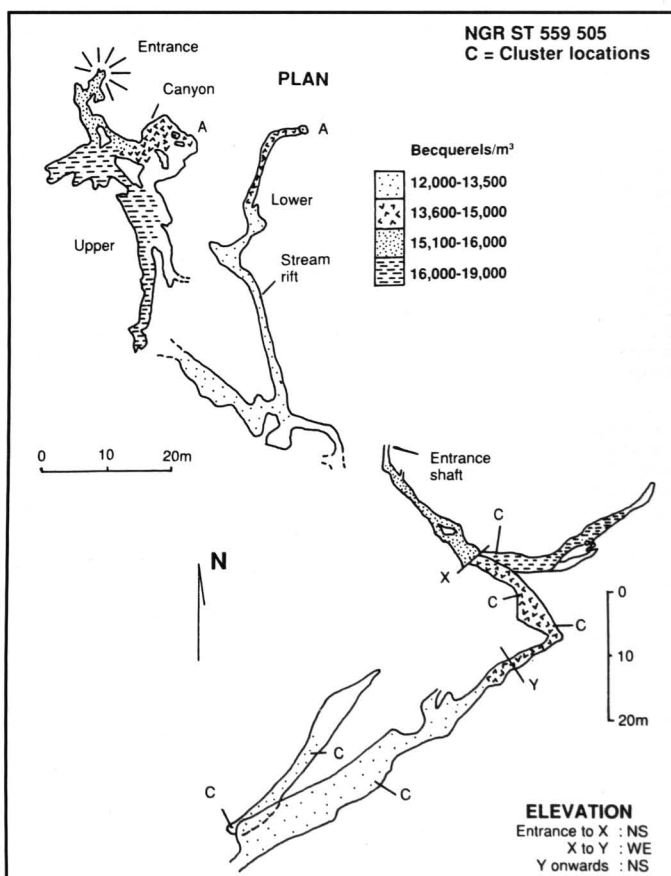 NGR ST 559 505
C = Cluster locations
Entrance
PLAN
Canyon
A
A
Becquerels/m³
12,000-13,500
13,600-15,000
15,100-16,000
16,000-19,000
Lower
Upper
Stream
rift
0 10 20m
Entrance
shaft
C
N
X
C
0
C
10
Y
20m
C
C
C
ELEVATION
Entrance to X : NS
X to Y : WE
Y onwards : NS